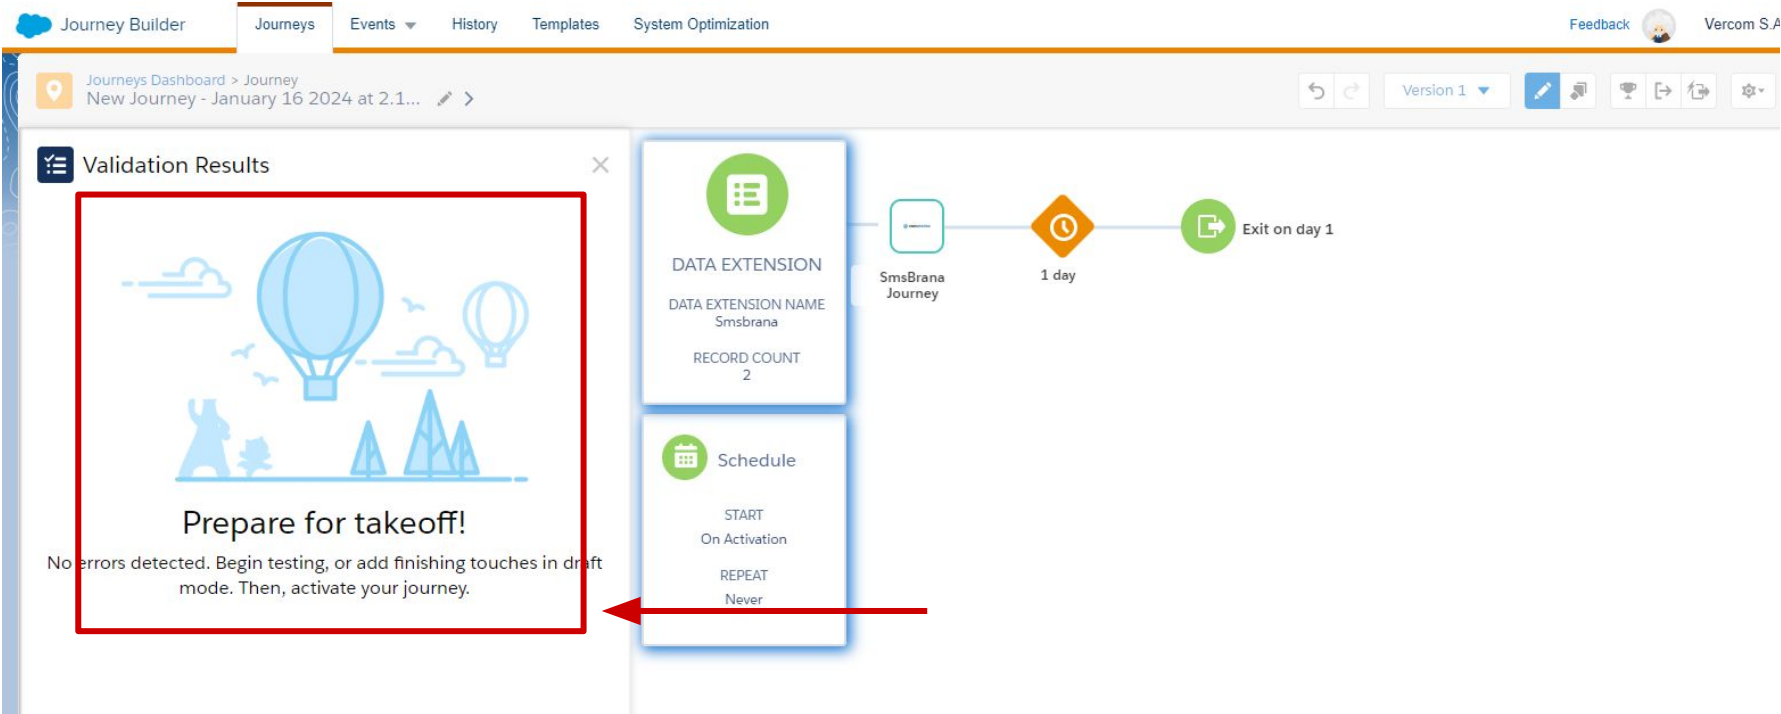 Journey Builder
Journeys
Events
History
Templates
System Optimization
Feedback
Vercom S.A
Journeys Dashboard > Journey
New Journey - January 16 2024 at 2.1...
Version 1
Validation Results
Prepare for takeoff!
No errors detected. Begin testing, or add finishing touches in draft
mode. Then, activate your journey.
DATA EXTENSION
DATA EXTENSION NAME
Smsbrana
RECORD COUNT
2
Schedule
START
On Activation
REPEAT
Never
SmsBrana
Journey
1 day
Exit on day 1